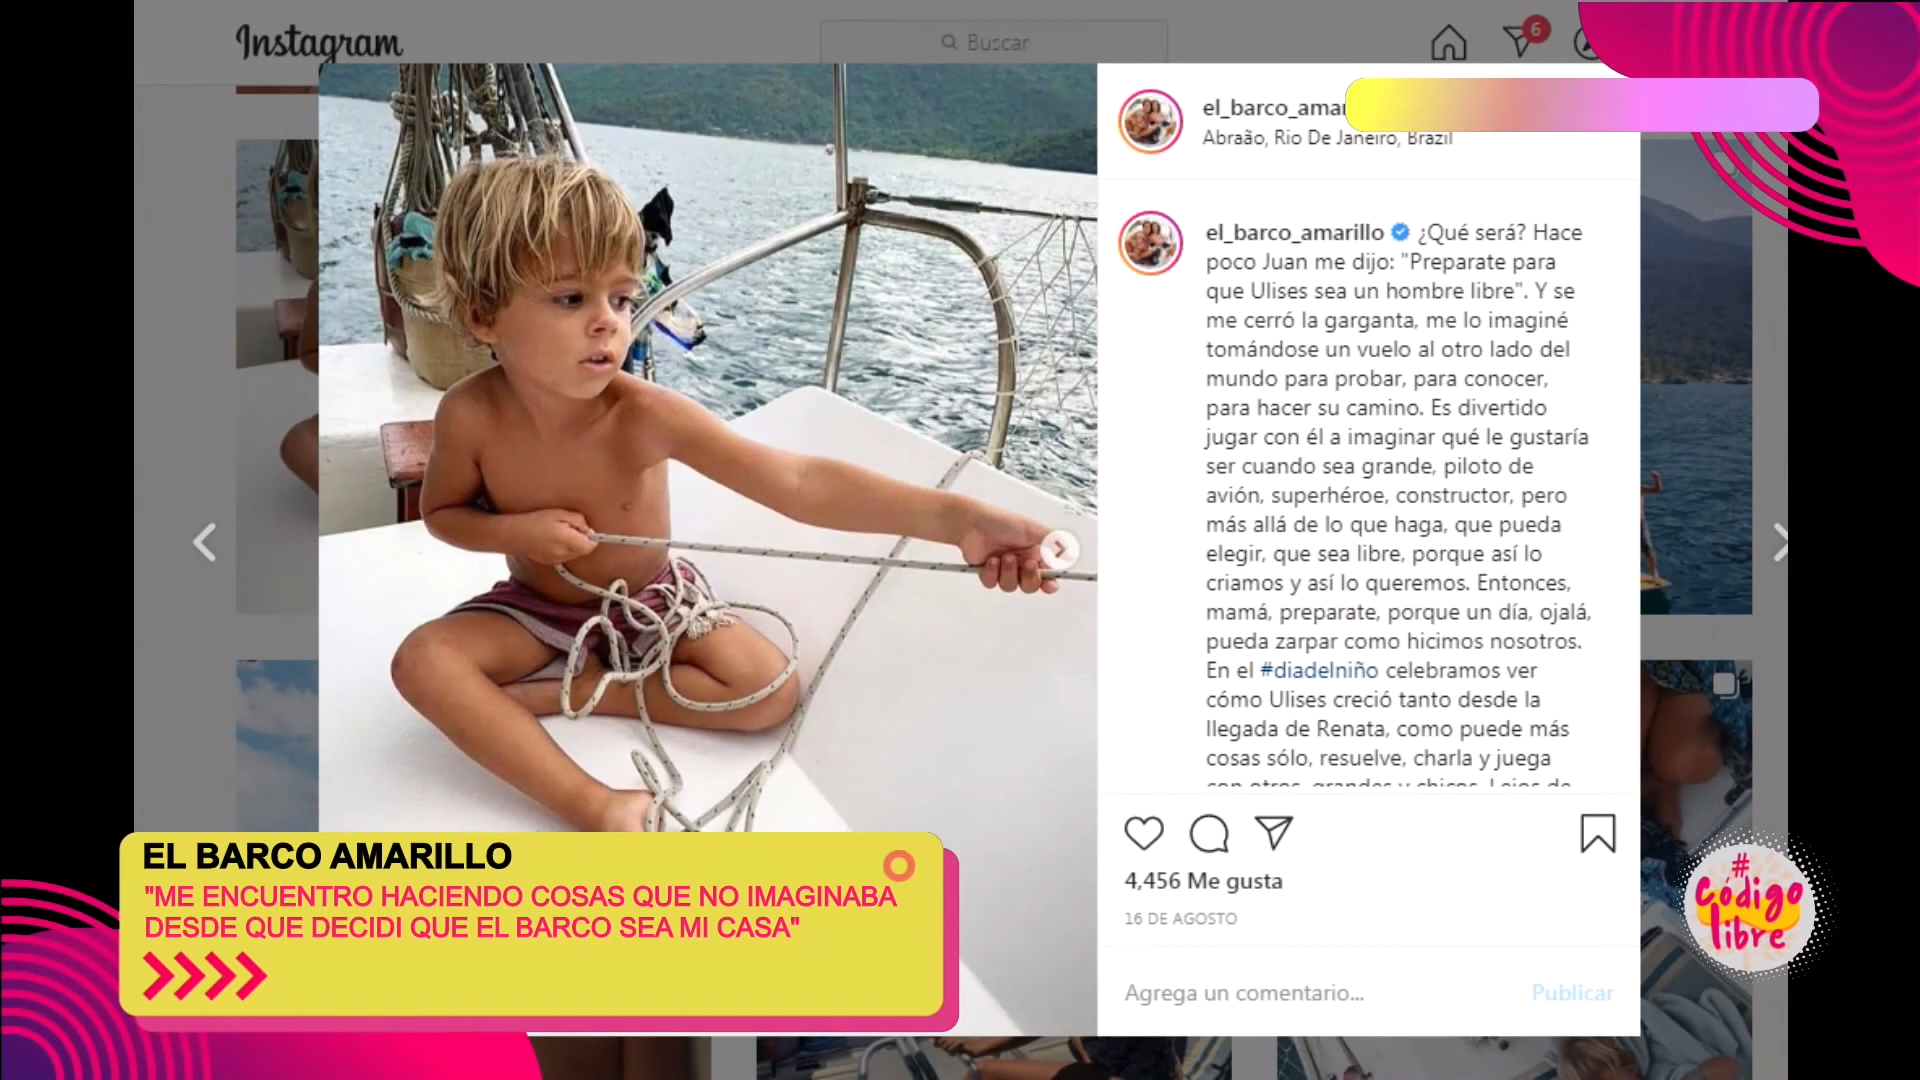 Instagram
Buscar
6
el_barco_amar
Abraão, Rio De Janeiro, Brazil
el_barco_amarillo ¿Qué será? Hace
poco Juan me dijo: "Preparate para
que Ulises sea un hombre libre". Y se
me cerró la garganta, me lo imaginé
tomándose un vuelo al otro lado del
mundo para probar, para conocer,
para hacer su camino. Es divertido
jugar con él a imaginar qué le gustaría
ser cuando sea grande, piloto de
avión, superhéroe, constructor, pero
más allá de lo que haga, que pueda
elegir, que sea libre, porque así lo
criamos y así lo queremos. Entonces,
mamá, preparate, porque un día, ojalá,
pueda zarpar como hicimos nosotros.
En el #diadelniño celebramos ver
cómo Ulises creció tanto desde la
llegada de Renata, como puede más
cosas sólo, resuelve, charla y juega
con otros, grandes y chicos. Lejos de
4,456 Me gusta
16 DE AGOSTO
Agrega un comentario... Publicar
EL BARCO AMARILLO
"ME ENCUENTRO HACIENDO COSAS QUE NO IMAGINABA
DESDE QUE DECIDI QUE EL BARCO SEA MI CASA"
#
Código
libre